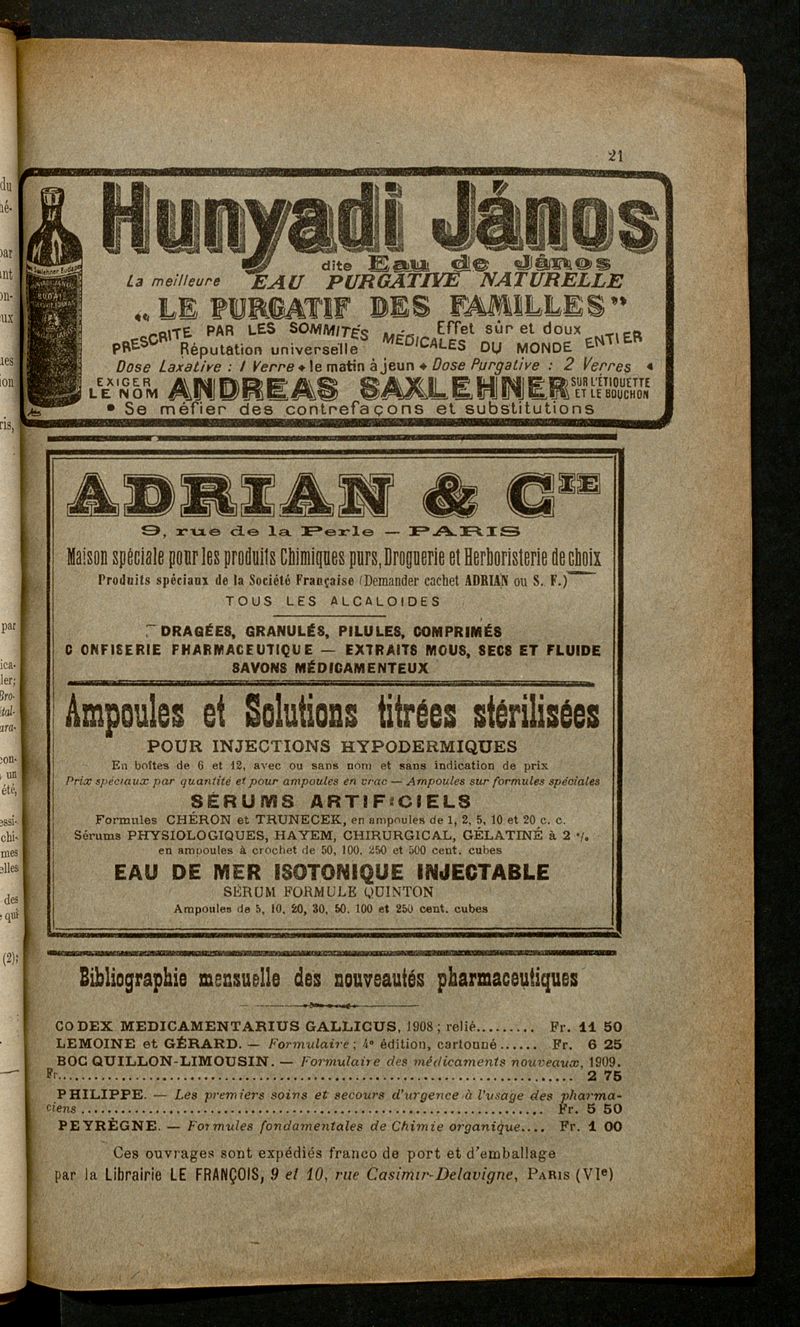 21
Hunyadi János
dite Eau de János
La meilleure EAU PURGATIVE NATURELLE
" LE PURGATIF DES FAMILLES "
PRESCRITE PAR LES SOMMITÉS MÉDICALES DU MONDE ENTIER
Réputation universelle Effet sûr et doux
Dose Laxative : 1 Verre le matin à jeun Dose Purgative : 2 Verres
EXIGER LE NOM ANDREAS SAXLEHNER SUR L'ÉTIQUETTE ET LE BOUCHON
• Se méfier des contrefaçons et substitutions
ADRIAN & CIE
9, rue de la Perle — PARIS
Maison spéciale pour les produits Chimiques purs, Droguerie et Herboristerie de choix
Produits spéciaux de la Société Française (Demander cachet ADRIAN ou S. F.)
TOUS LES ALCALOIDES
DRAGÉES, GRANULÉS, PILULES, COMPRIMÉS
CONFISERIE PHARMACEUTIQUE — EXTRAITS MOUS, SECS ET FLUIDE
SAVONS MÉDICAMENTEUX
Ampoules et Solutions titrées stérilisées
POUR INJECTIONS HYPODERMIQUES
En boîtes de 6 et 12, avec ou sans nom et sans indication de prix
Prix spéciaux par quantité et pour ampoules en vrac — Ampoules sur formules spéciales
SÉRUMS ARTIFICIELS
Formules CHÉRON et TRUNECEK, en ampoules de 1, 2, 5, 10 et 20 c. c.
Sérums PHYSIOLOGIQUES, HAYEM, CHIRURGICAL, GÉLATINÉ à 2 %
en ampoules à crochet de 50, 100, 250 et 500 cent. cubes
EAU DE MER ISOTONIQUE INJECTABLE
SÉRUM FORMULE QUINTON
Ampoules de 5, 10, 20, 30, 50, 100 et 250 cent. cubes
Bibliographie mensuelle des nouveautés pharmaceutiques
CODEX MEDICAMENTARIUS GALLICUS, 1908 ; relié......... Fr. 11 50
LEMOINE et GÉRARD. — Formulaire ; 4e édition, cartonné...... Fr. 6 25
BOCQUILLON-LIMOUSIN. — Formulaire des médicaments nouveaux, 1909.
Fr........ 2 75
PHILIPPE. — Les premiers soins et secours d'urgence à l'usage des pharma-
ciens ........ Fr. 5 50
PEYRÈGNE. — Formules fondamentales de Chimie organique.... Fr. 1 00
Ces ouvrages sont expédiés franco de port et d'emballage
par la Librairie LE FRANÇOIS, 9 et 10, rue Casimir-Delavigne, PARIS (VIe)